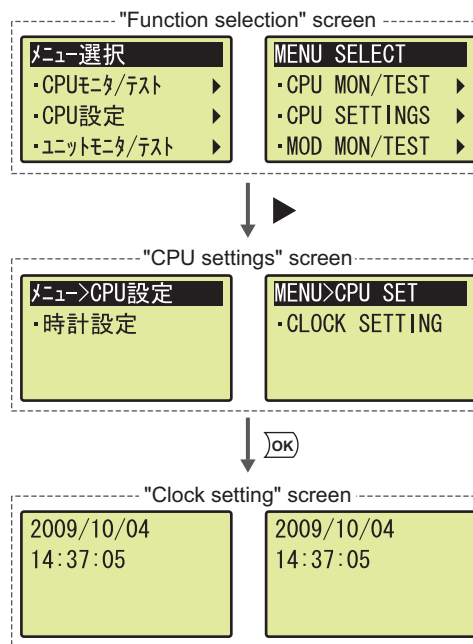 "Function selection" screen
ﾒﾆｭｰ選択
・CPUﾓﾆﾀ/ﾃｽﾄ ▶
・CPU設定 ▶
・ﾕﾆｯﾄﾓﾆﾀ/ﾃｽﾄ ▶
MENU SELECT
・CPU MON/TEST ▶
・CPU SETTINGS ▶
・MOD MON/TEST ▶
"CPU settings" screen
ﾒﾆｭｰ>CPU設定
・時計設定
MENU>CPU SET
・CLOCK SETTING
OK
"Clock setting" screen
2009/10/04
14:37:05
2009/10/04
14:37:05